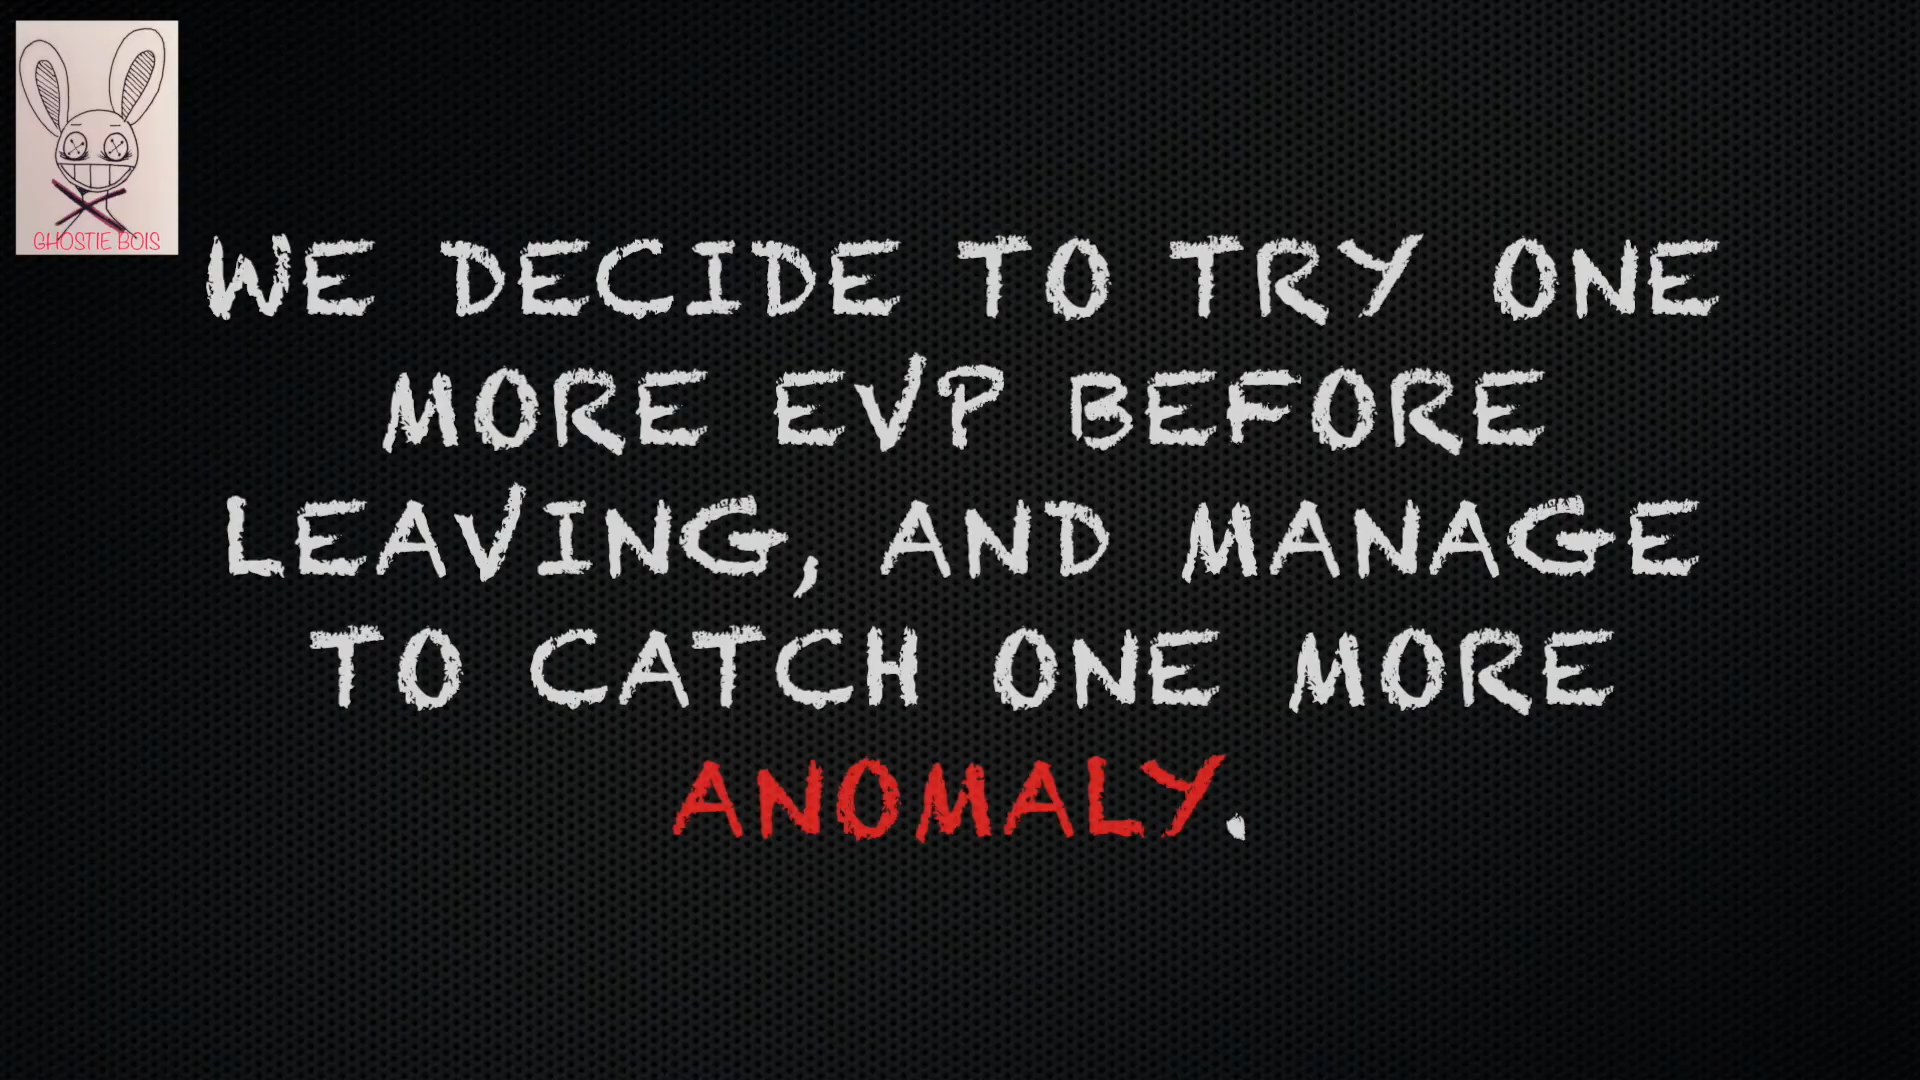 GHOSTIE BOIS
WE DECIDE TO TRY ONE
MORE EVP BEFORE
LEAVING, AND MANAGE
TO CATCH ONE MORE
ANOMALY.